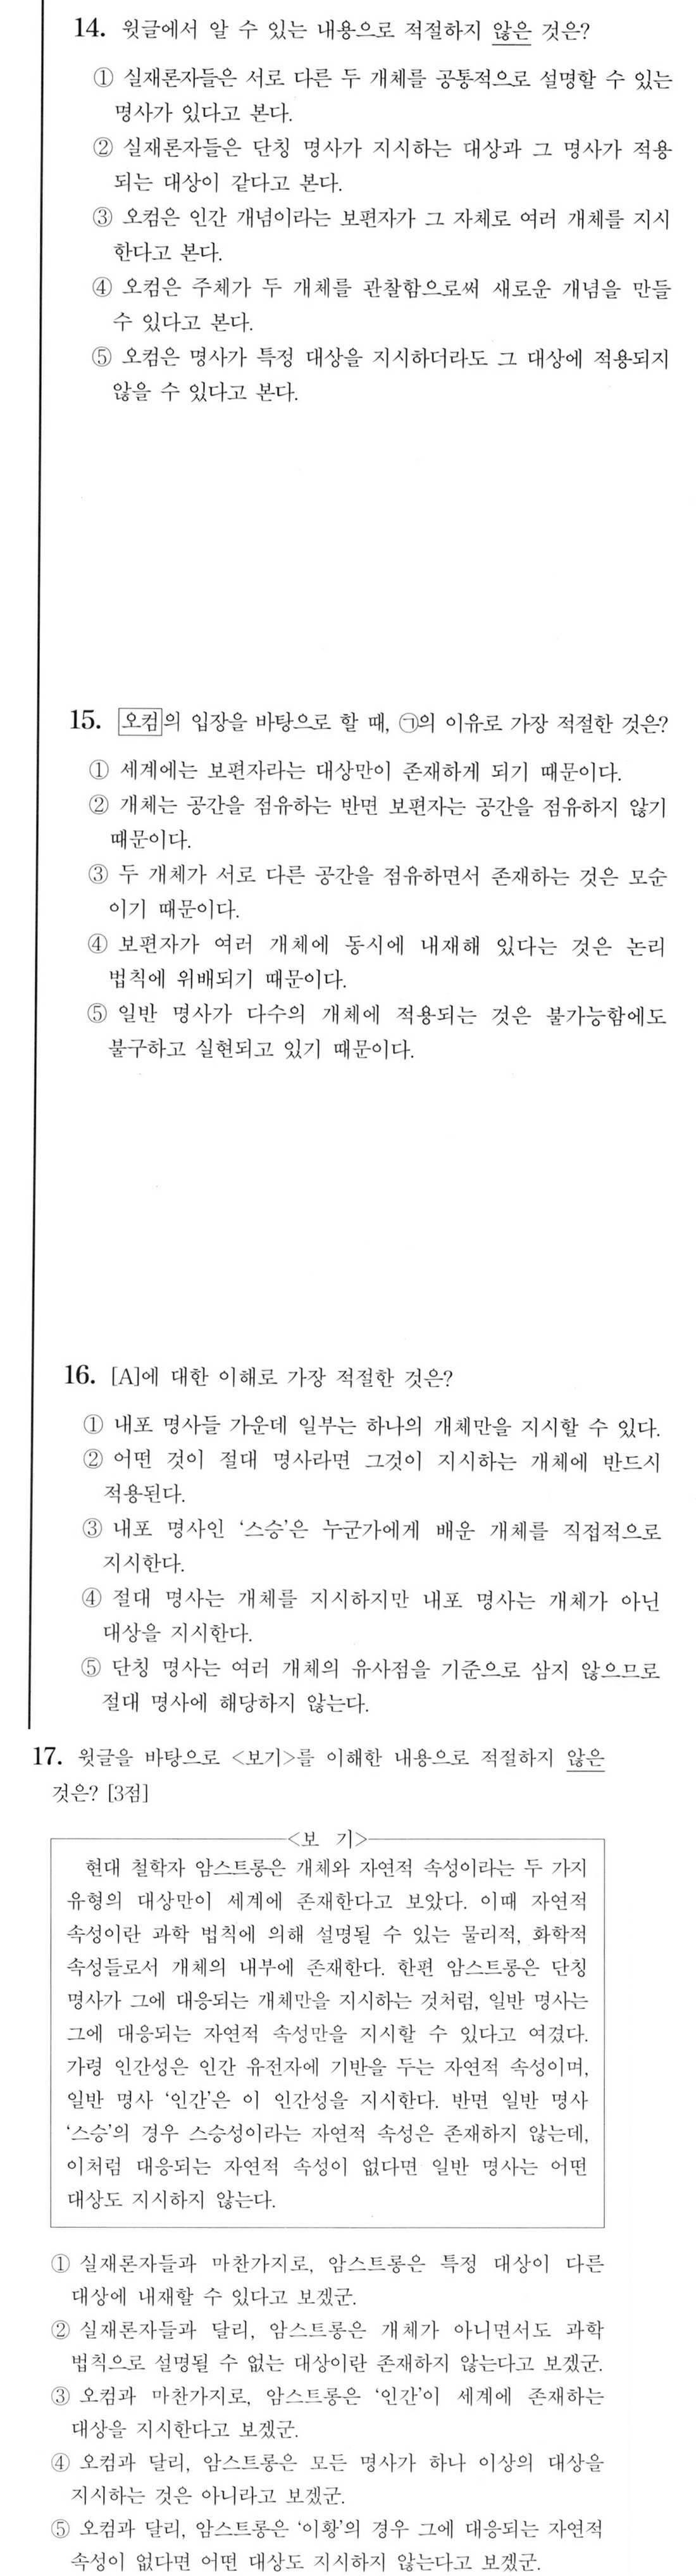 14. 윗글에서 알 수 있는 내용으로 적절하지 않은 것은?
① 실재론자들은 서로 다른 두 개체를 공통적으로 설명할 수 있는
명사가 있다고 본다.
② 실재론자들은 단칭 명사가 지시하는 대상과 그 명사가 적용
되는 대상이 같다고 본다.
③ 오컴은 인간 개념이라는 보편자가 그 자체로 여러 개체를 지시
한다고 본다.
④ 오컴은 주체가 두 개체를 관찰함으로써 새로운 개념을 만들
수 있다고 본다.
⑤ 오컴은 명사가 특정 대상을 지시하더라도 그 대상에 적용되지
않을 수 있다고 본다.
15. 오컴의 입장을 바탕으로 할 때, ㉠의 이유로 가장 적절한 것은?
① 세계에는 보편자라는 대상만이 존재하게 되기 때문이다.
② 개체는 공간을 점유하는 반면 보편자는 공간을 점유하지 않기
때문이다.
③ 두 개체가 서로 다른 공간을 점유하면서 존재하는 것은 모순
이기 때문이다.
④ 보편자가 여러 개체에 동시에 내재해 있다는 것은 논리
법칙에 위배되기 때문이다.
⑤ 일반 명사가 다수의 개체에 적용되는 것은 불가능함에도
불구하고 실현되고 있기 때문이다.
16. [A]에 대한 이해로 가장 적절한 것은?
① 내포 명사들 가운데 일부는 하나의 개체만을 지시할 수 있다.
② 어떤 것이 절대 명사라면 그것이 지시하는 개체에 반드시
적용된다.
③ 내포 명사인 ‘스승’은 누군가에게 배운 개체를 직접적으로
지시한다.
④ 절대 명사는 개체를 지시하지만 내포 명사는 개체가 아닌
대상을 지시한다.
⑤ 단칭 명사는 여러 개체의 유사점을 기준으로 삼지 않으므로
절대 명사에 해당하지 않는다.
17. 윗글을 바탕으로 <보기>를 이해한 내용으로 적절하지 않은
것은? [3점]
<보 기>
현대 철학자 암스트롱은 개체와 자연적 속성이라는 두 가지
유형의 대상만이 세계에 존재한다고 보았다. 이때 자연적
속성이란 과학 법칙에 의해 설명될 수 있는 물리적, 화학적
속성들로서 개체의 내부에 존재한다. 한편 암스트롱은 단칭
명사가 그에 대응되는 개체만을 지시하는 것처럼, 일반 명사는
그에 대응되는 자연적 속성만을 지시할 수 있다고 여겼다.
가령 인간성은 인간 유전자에 기반을 두는 자연적 속성이며,
일반 명사 ‘인간’은 이 인간성을 지시한다. 반면 일반 명사
‘스승’의 경우 스승성이라는 자연적 속성은 존재하지 않는데,
이처럼 대응되는 자연적 속성이 없다면 일반 명사는 어떤
대상도 지시하지 않는다.
① 실재론자들과 마찬가지로, 암스트롱은 특정 대상이 다른
대상에 내재할 수 있다고 보겠군.
② 실재론자들과 달리, 암스트롱은 개체가 아니면서도 과학
법칙으로 설명될 수 없는 대상이란 존재하지 않는다고 보겠군.
③ 오컴과 마찬가지로, 암스트롱은 ‘인간’이 세계에 존재하는
대상을 지시한다고 보겠군.
④ 오컴과 달리, 암스트롱은 모든 명사가 하나 이상의 대상을
지시하는 것은 아니라고 보겠군.
⑤ 오컴과 달리, 암스트롱은 ‘이황’의 경우 그에 대응되는 자연적
속성이 없다면 어떤 대상도 지시하지 않는다고 보겠군.